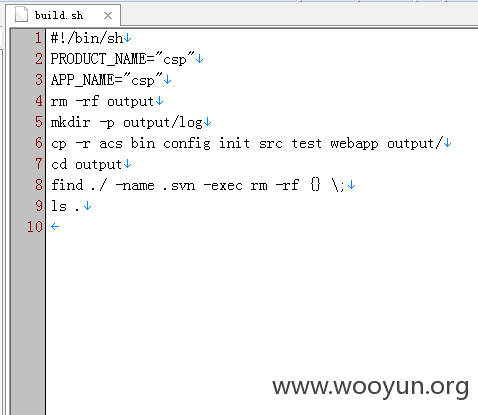 build.sh
1 #!/bin/sh
2 PRODUCT_NAME="csp"
3 APP_NAME="csp"
4 rm -rf output
5 mkdir -p output/log
6 cp -r acs bin config init src test webapp output/
7 cd output
8 find ./ -name .svn -exec rm -rf {} \;
9 ls .
10
www.wooyun.org